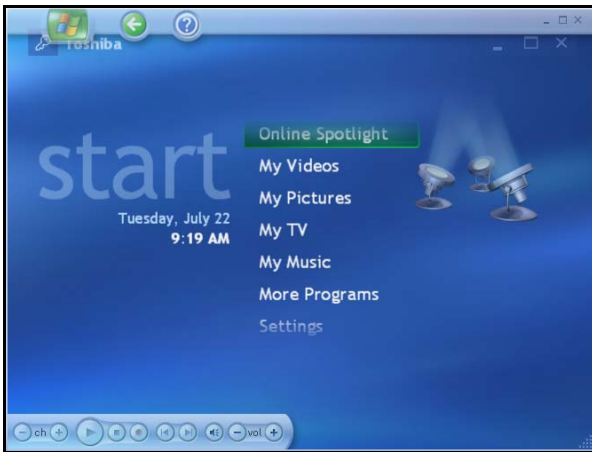 Toshiba
start
Tuesday, July 22
9:19 AM
Online Spotlight
My Videos
My Pictures
My TV
My Music
More Programs
Settings
ch
vol